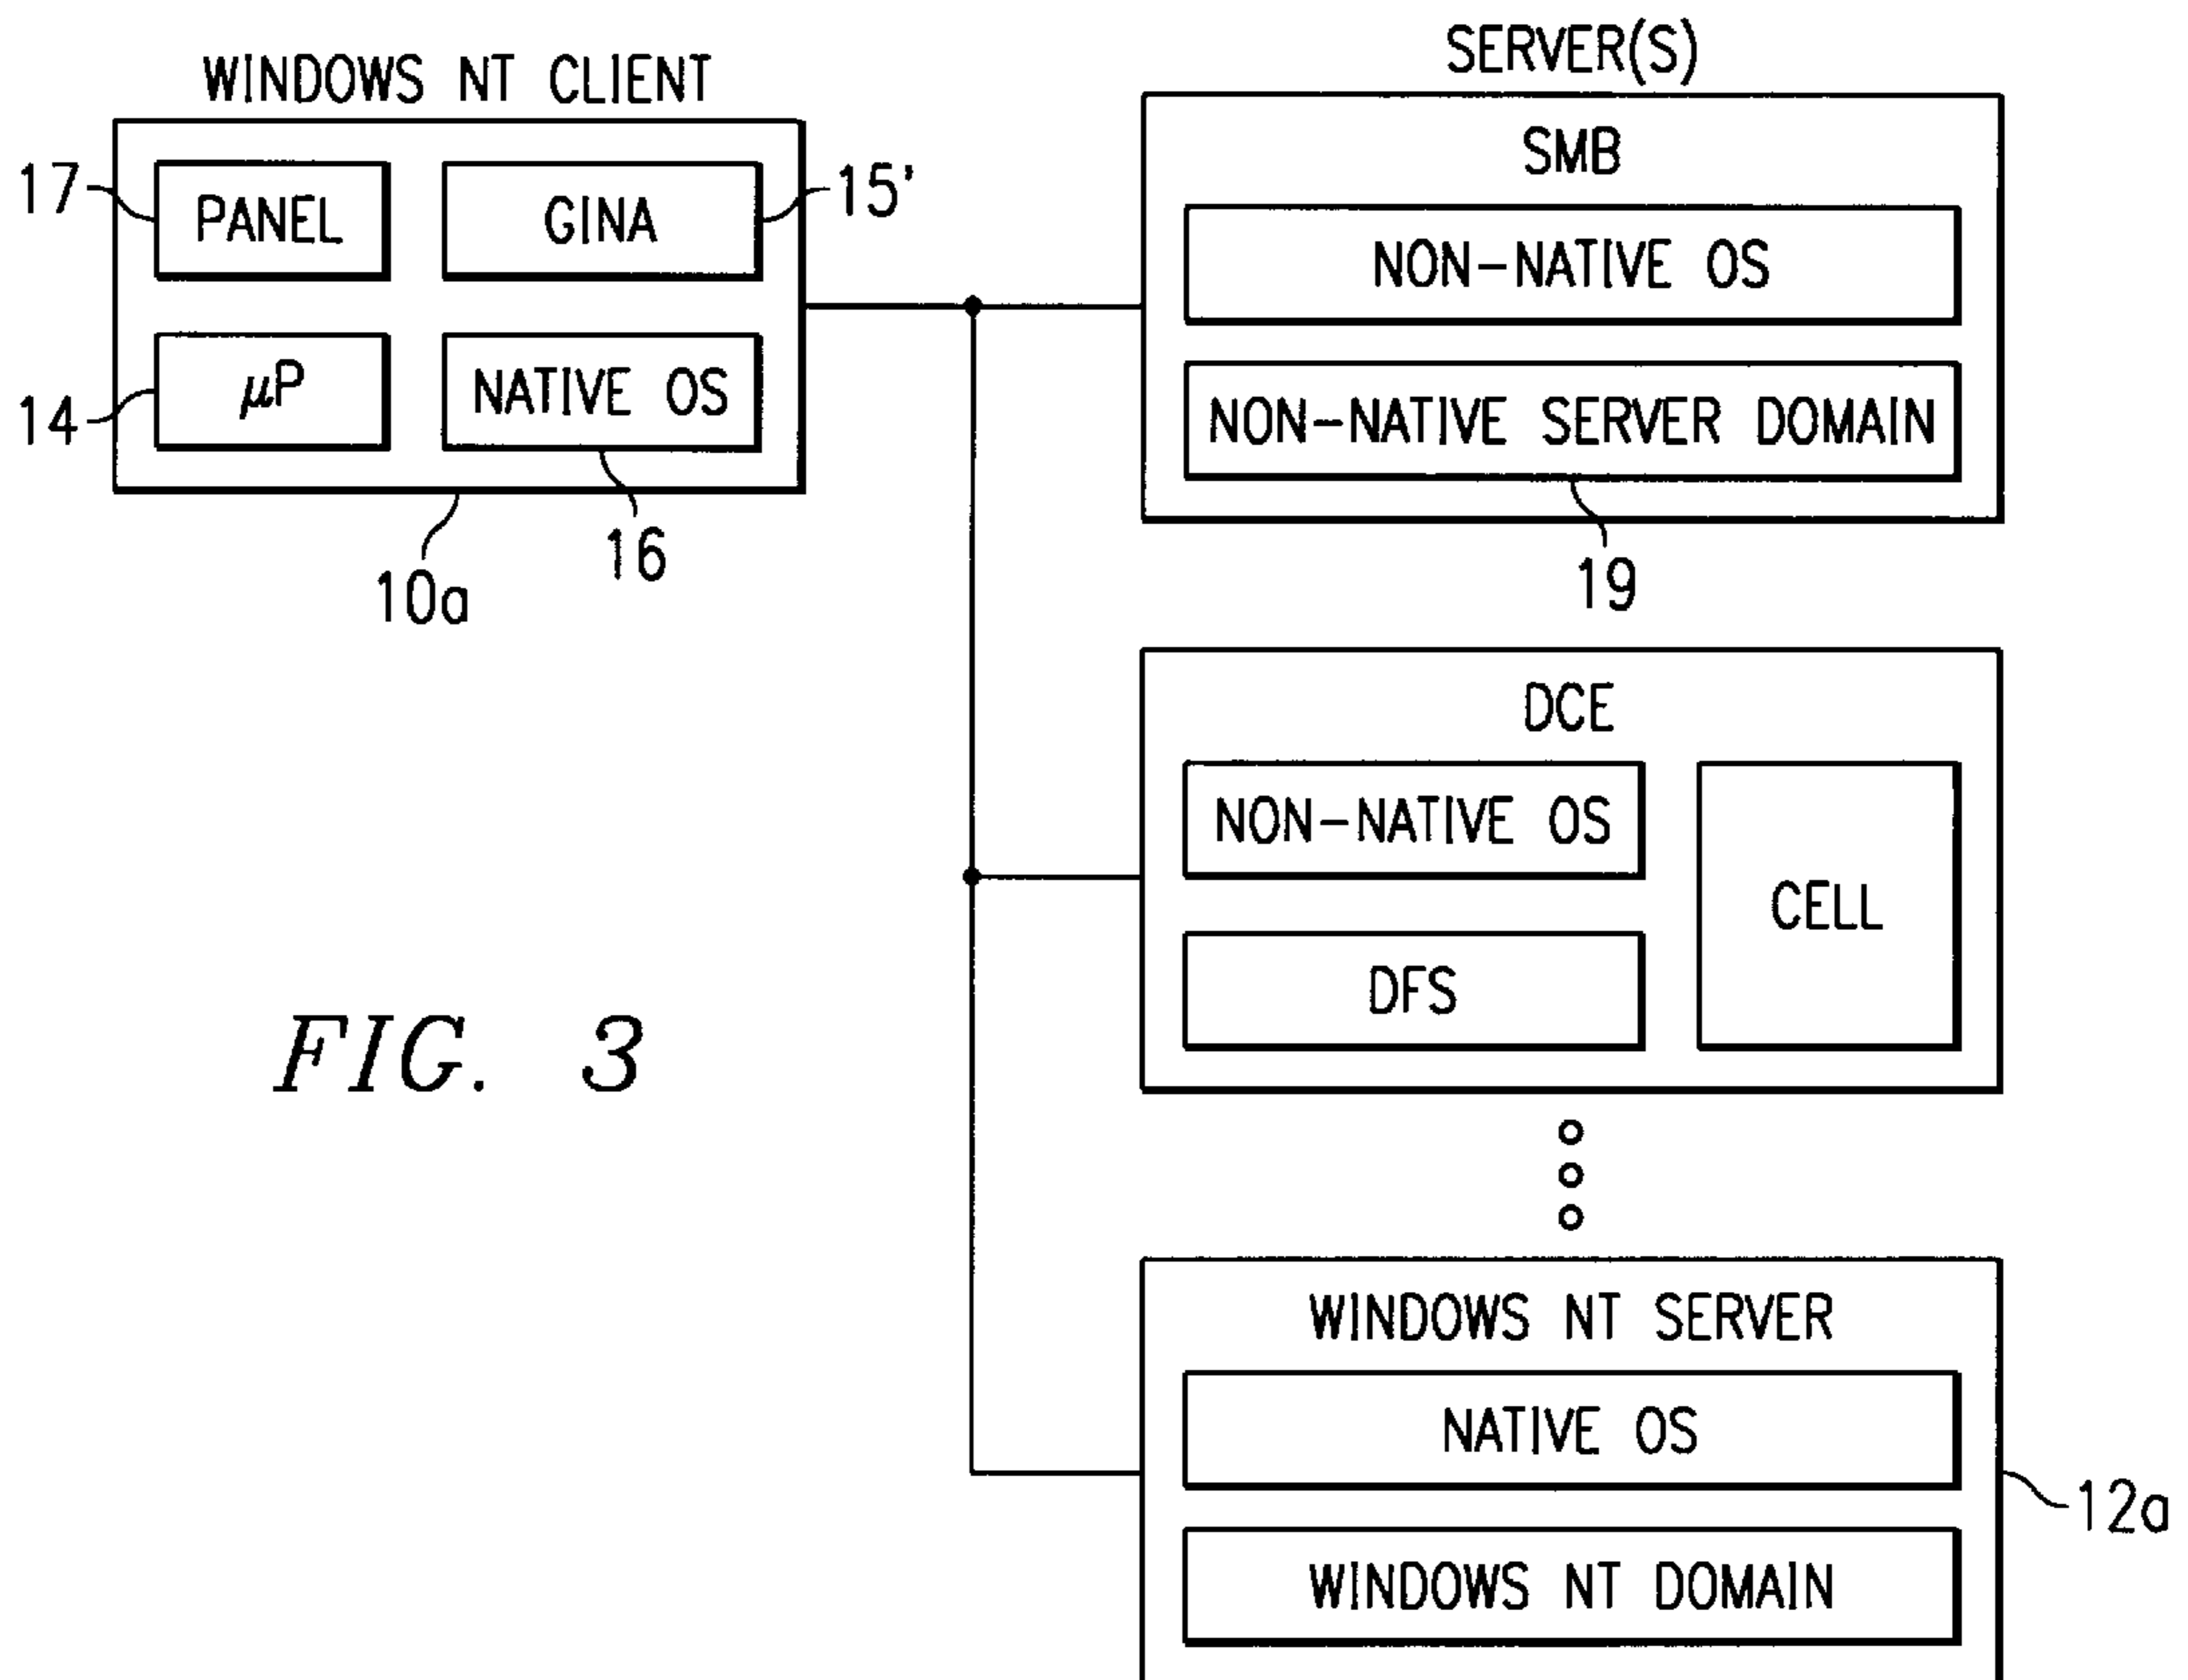 WINDOWS NT CLIENT
17
PANEL
GINA
15'
14
µP
NATIVE OS
16
10a
SERVER(S)
SMB
NON-NATIVE OS
NON-NATIVE SERVER DOMAIN
19
DCE
NON-NATIVE OS
DFS
CELL
WINDOWS NT SERVER
NATIVE OS
WINDOWS NT DOMAIN
12a
FIG. 3